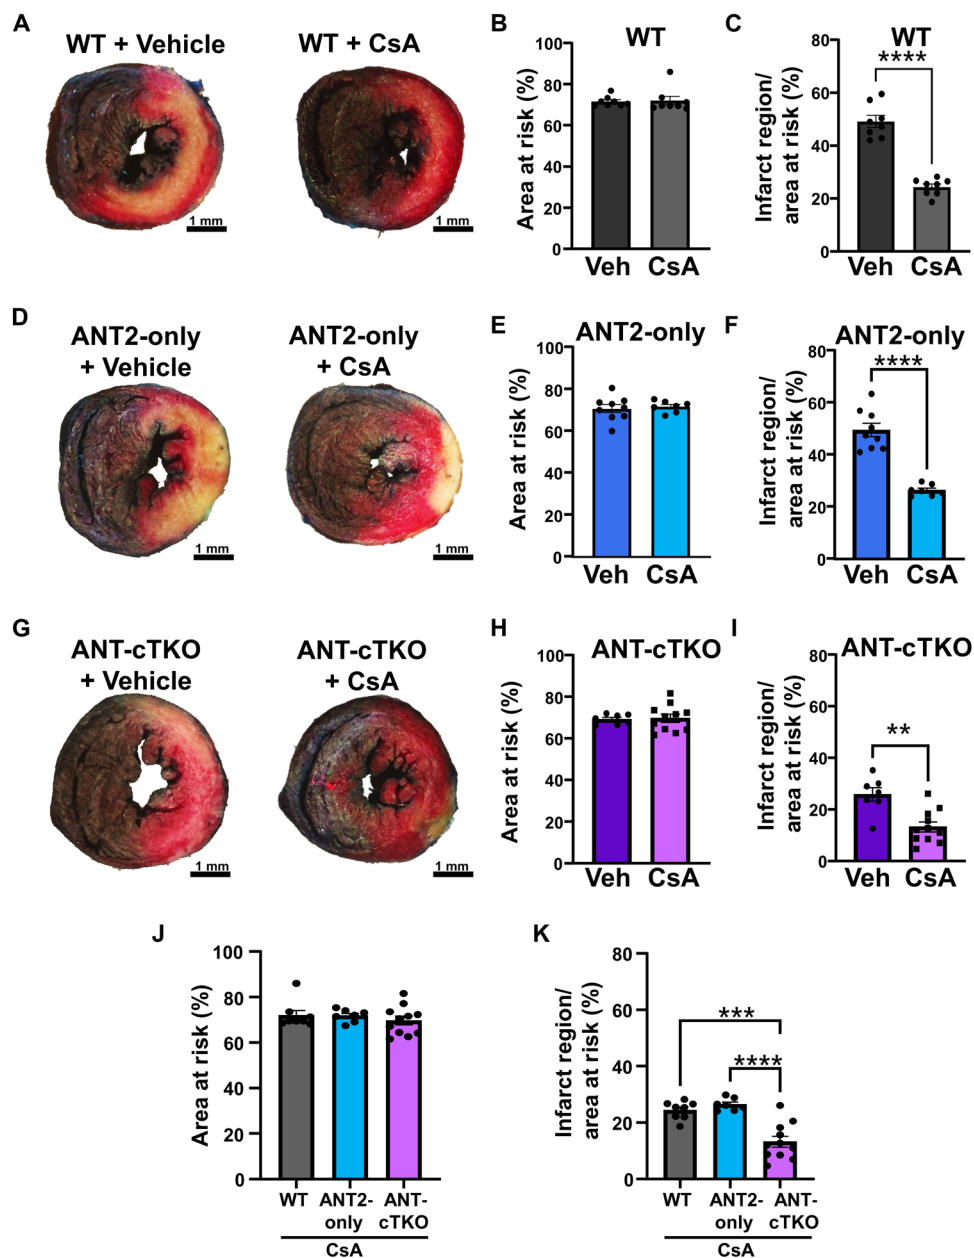 A
WT + Vehicle
WT + CsA
1 mm
1 mm
B
WT
Area at risk (%)
100
80
60
40
20
0
Veh CsA
C
WT
Infarct region/
area at risk (%)
80
60
40
20
0
****
Veh CsA
D
ANT2-only
+ Vehicle
ANT2-only
+ CsA
1 mm
1 mm
E
ANT2-only
Area at risk (%)
100
80
60
40
20
0
Veh CsA
F
ANT2-only
Infarct region/
area at risk (%)
80
60
40
20
0
****
Veh CsA
G
ANT-cTKO
+ Vehicle
ANT-cTKO
+ CsA
1 mm
1 mm
H
ANT-cTKO
Area at risk (%)
100
80
60
40
20
0
Veh CsA
I
ANT-cTKO
Infarct region/
area at risk (%)
80
60
40
20
0
**
Veh CsA
J
Area at risk (%)
100
80
60
40
20
0
WT ANT2- ANT-
only cTKO
CsA
K
Infarct region/
area at risk (%)
80
60
40
20
0
***
****
WT ANT2- ANT-
only cTKO
CsA